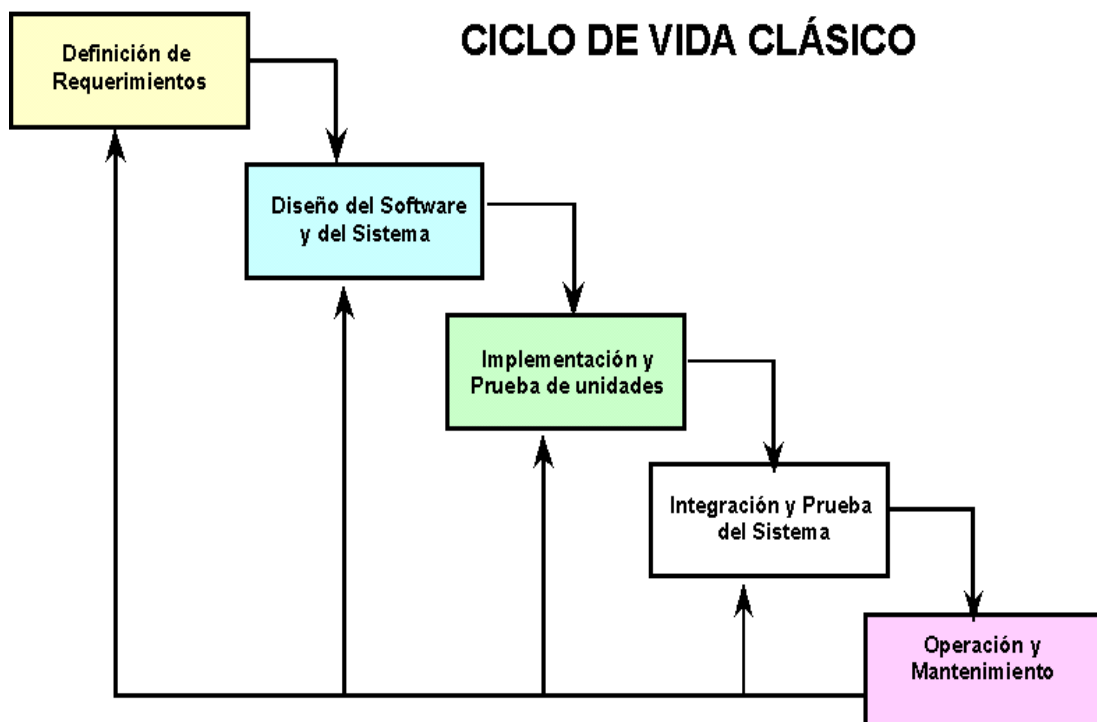 CICLO DE VIDA CLÁSICO
Definición de
Requerimientos
Diseño del Software
y del Sistema
Implementación y
Prueba de unidades
Integración y Prueba
del Sistema
Operación y
Mantenimiento